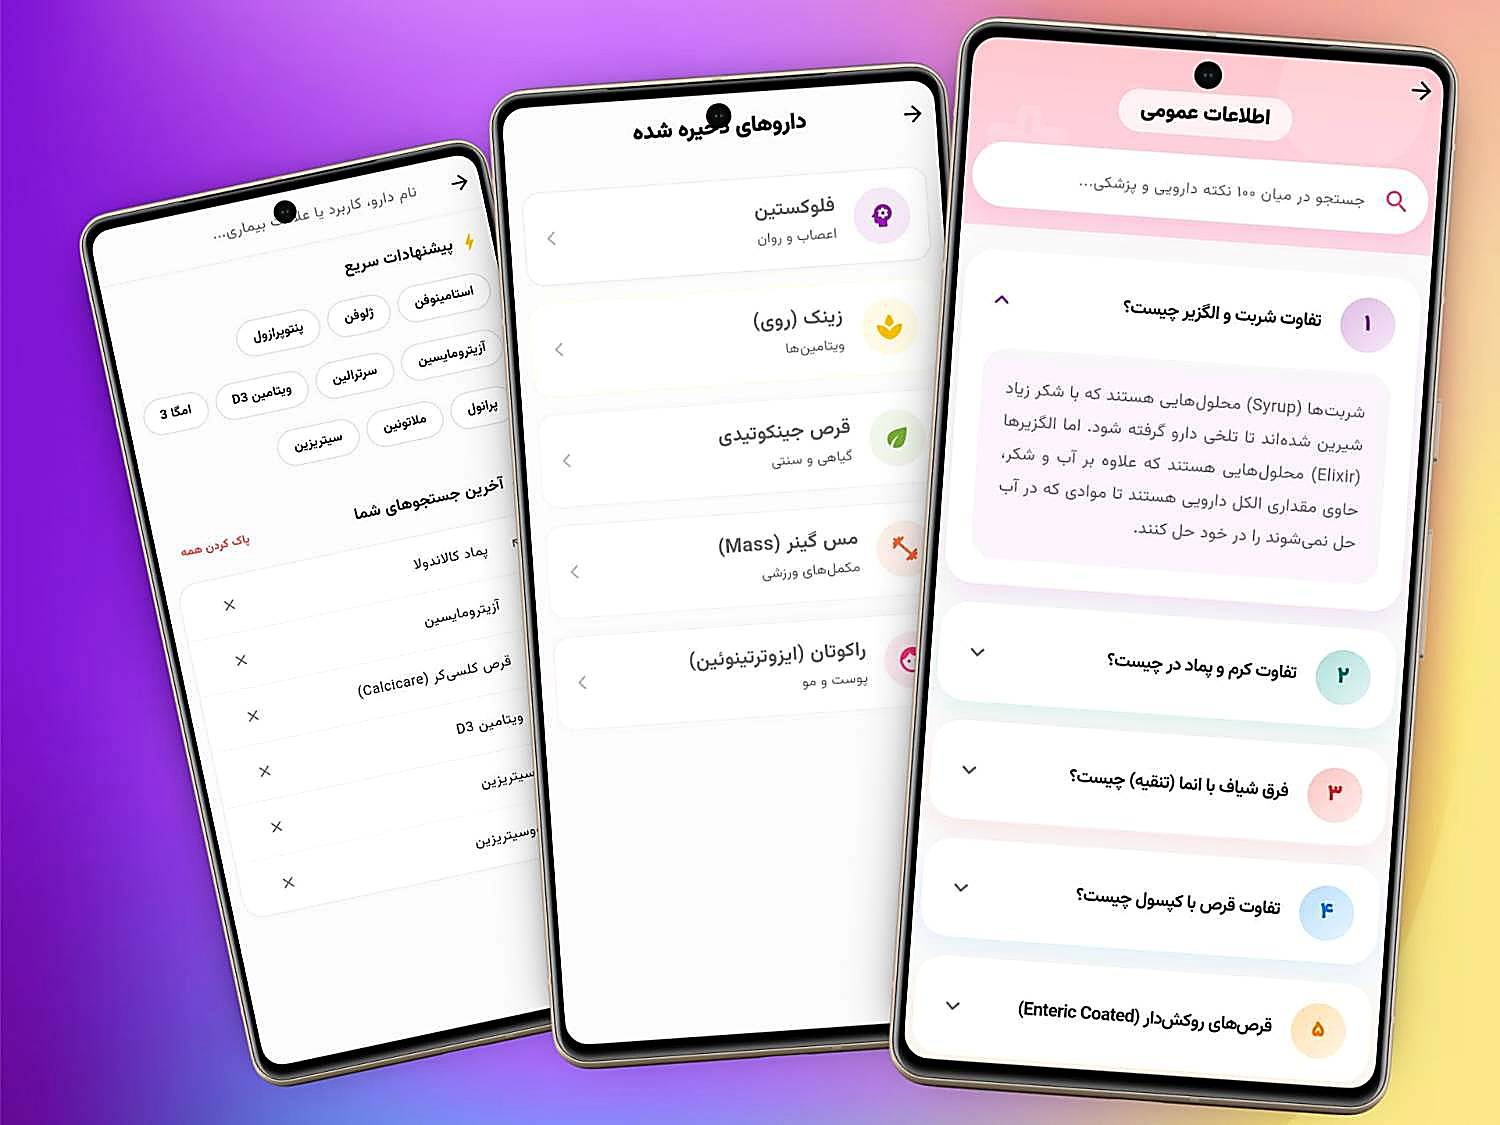 نام دارو، کاربرد یا بیماری...
پیشنهادات سریع
استامینوفن
ژلوفن
پنتوپرازول
آزیترومایسین
سرترالین
ویتامین D3
امگا 3
پرانول
ملاتونین
سیتریزین
آخرین جستجوهای شما
پاک کردن همه
پماد کالاندولا
آزیترومایسین
قرص کلسی‌کر (Calcicare)
ویتامین D3
سیتریزین
وسیتریزین
داروهای ذخیره شده
فلوکستین
اعصاب و روان
زینک (روی)
ویتامین‌ها
قرص جینکوتیدی
گیاهی و سنتی
مس گینر (Mass)
مکمل‌های ورزشی
راکوتان (ایزوترتینوئین)
پوست و مو
اطلاعات عمومی
جستجو در میان ۱۰۰ نکته دارویی و پزشکی...
۱
تفاوت شربت و الگزیر چیست؟
شربت‌ها (Syrup) محلول‌هایی هستند که با شکر زیاد
شیرین شده‌اند تا تلخی دارو گرفته شود. اما الگزیرها
(Elixir) محلول‌هایی هستند که علاوه بر آب و شکر،
حاوی مقداری الکل دارویی هستند تا موادی که در آب
حل نمی‌شوند را در خود حل کنند.
۲
تفاوت کرم و پماد در چیست؟
۳
فرق شیاف با انما (تنقیه) چیست؟
۴
تفاوت قرص با کپسول چیست؟
۵
قرص‌های روکش‌دار (Enteric Coated)